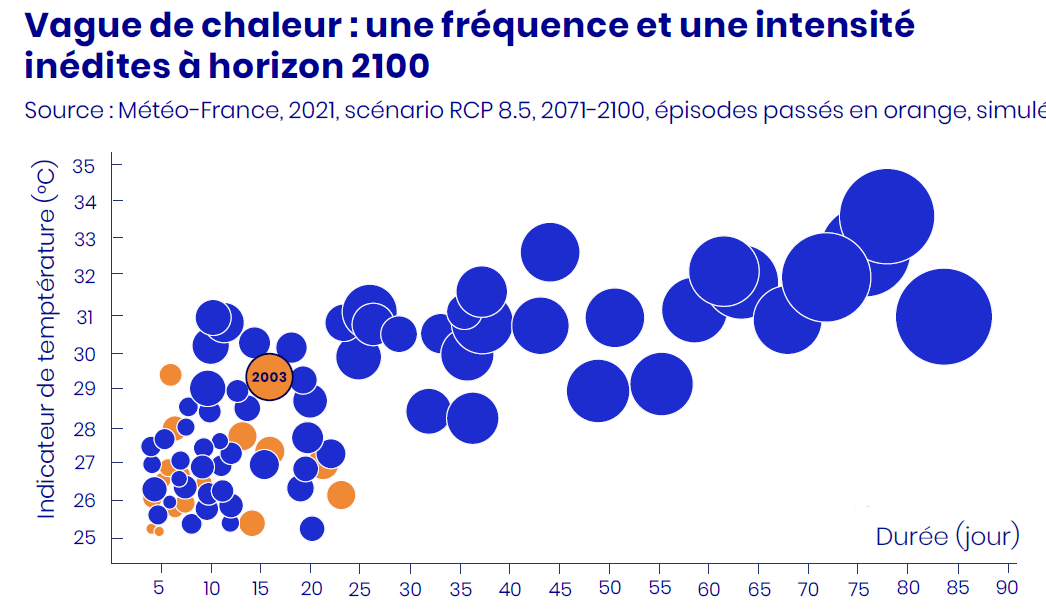 Vague de chaleur : une fréquence et une intensité
inédites à horizon 2100
Source : Météo-France, 2021, scénario RCP 8.5, 2071-2100, épisodes passés en orange, simulé
Indicateur de temptérature (°C)
35
34
33
32
31
30
29
28
27
26
25
2003
Durée (jour)
5 10 15 20 25 30 35 40 45 50 55 60 65 70 75 80 85 90